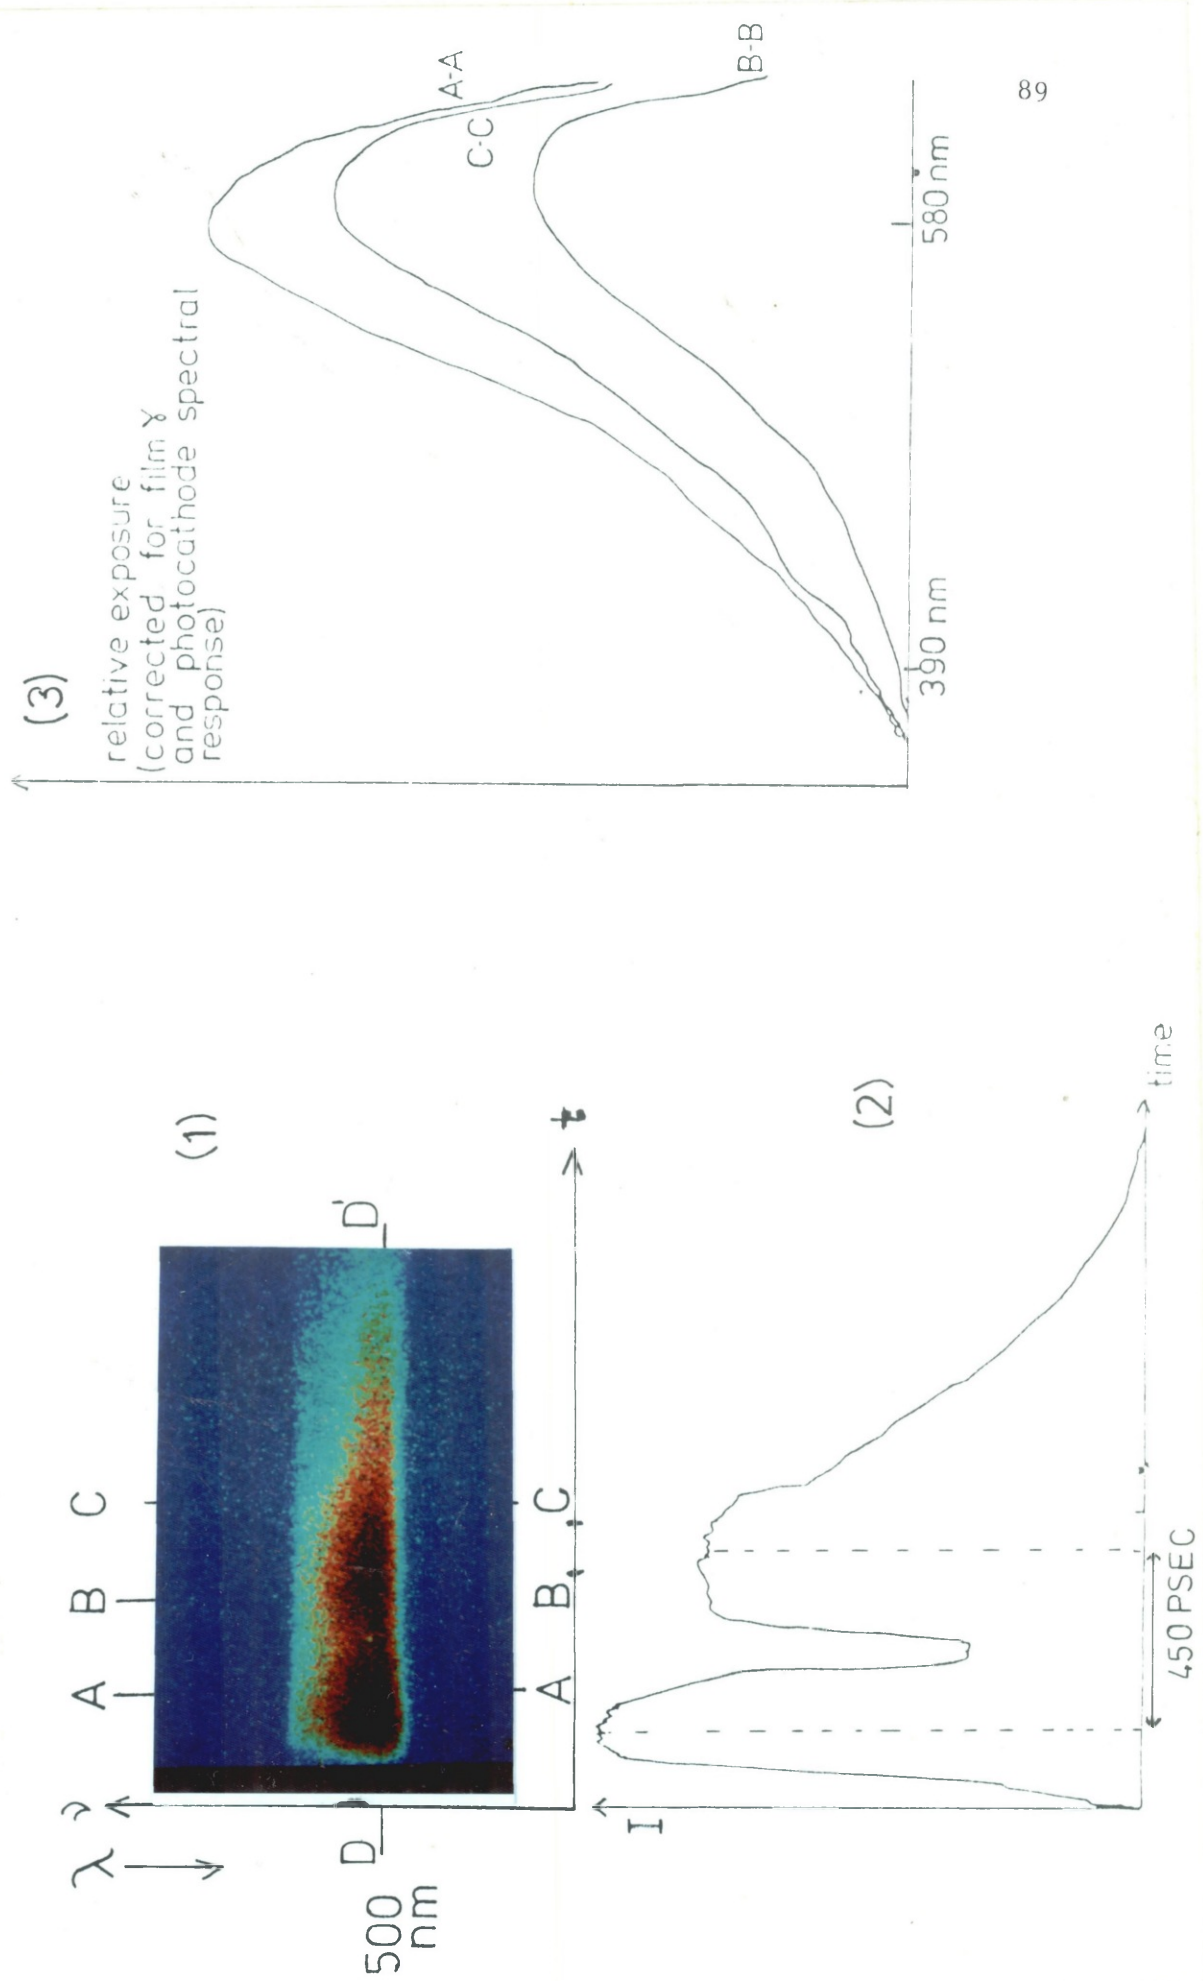 (1)
A
B
C
λ
ν
D
D'
500
nm
A
B
C
t
(2)
I
450 PSEC
time
(3)
relative exposure
(corrected for film γ
and photocathode spectral
response)
A-A
C-C
B-B
390 nm
580 nm
89